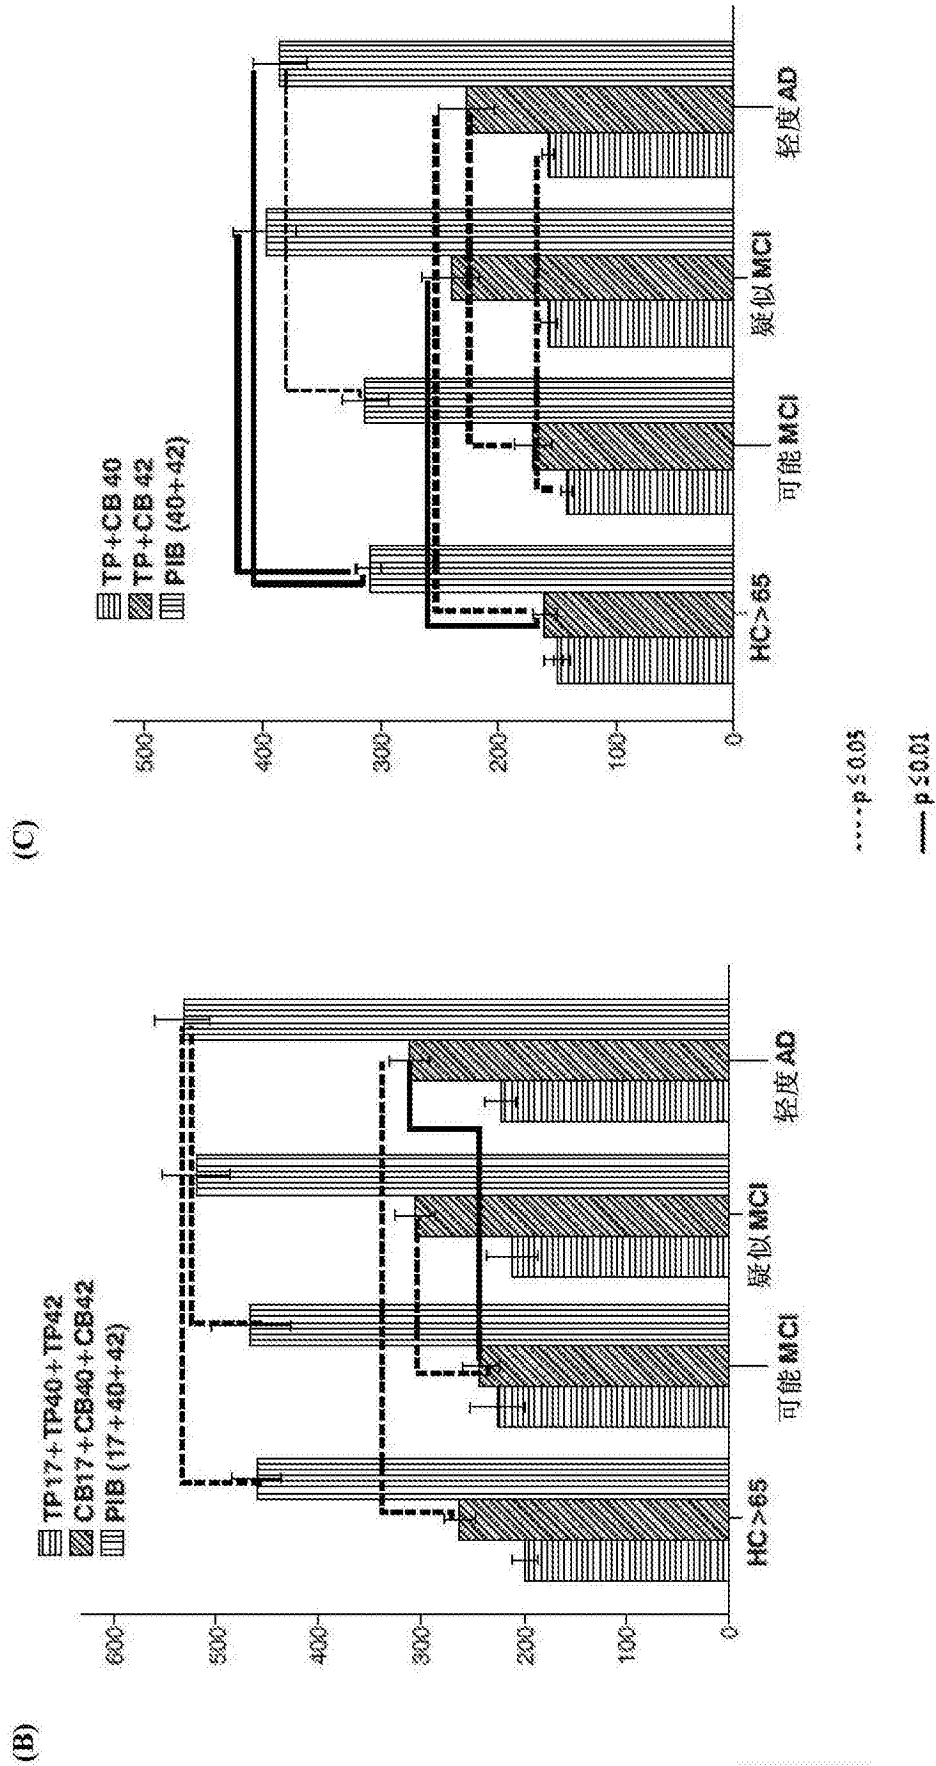 (B)
TP17+TP40+TP42
CB17+CB40+CB42
PIB (17+40+42)
600
500
400
300
200
100
0
HC>65
可能 MCI
疑似 MCI
轻度 AD
(C)
TP+CB 40
TP+CB 42
PIB (40+42)
500
400
300
200
100
0
HC>65
可能 MCI
疑似 MCI
轻度 AD
p ≤ 0.05
p ≤ 0.01